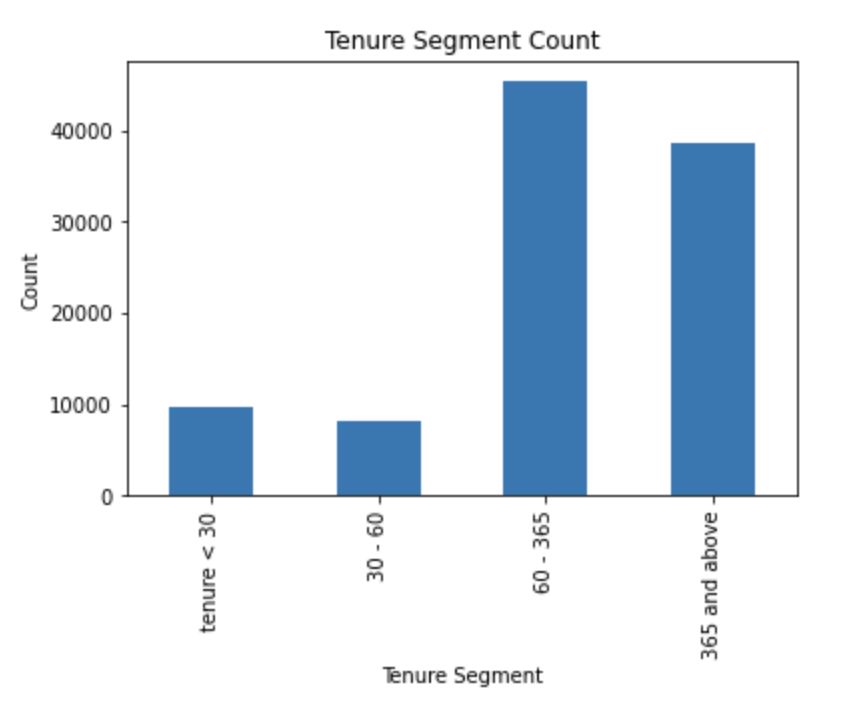 Tenure Segment Count
40000
30000
20000
10000
0
Count
tenure < 30
30 - 60
60 - 365
365 and above
Tenure Segment